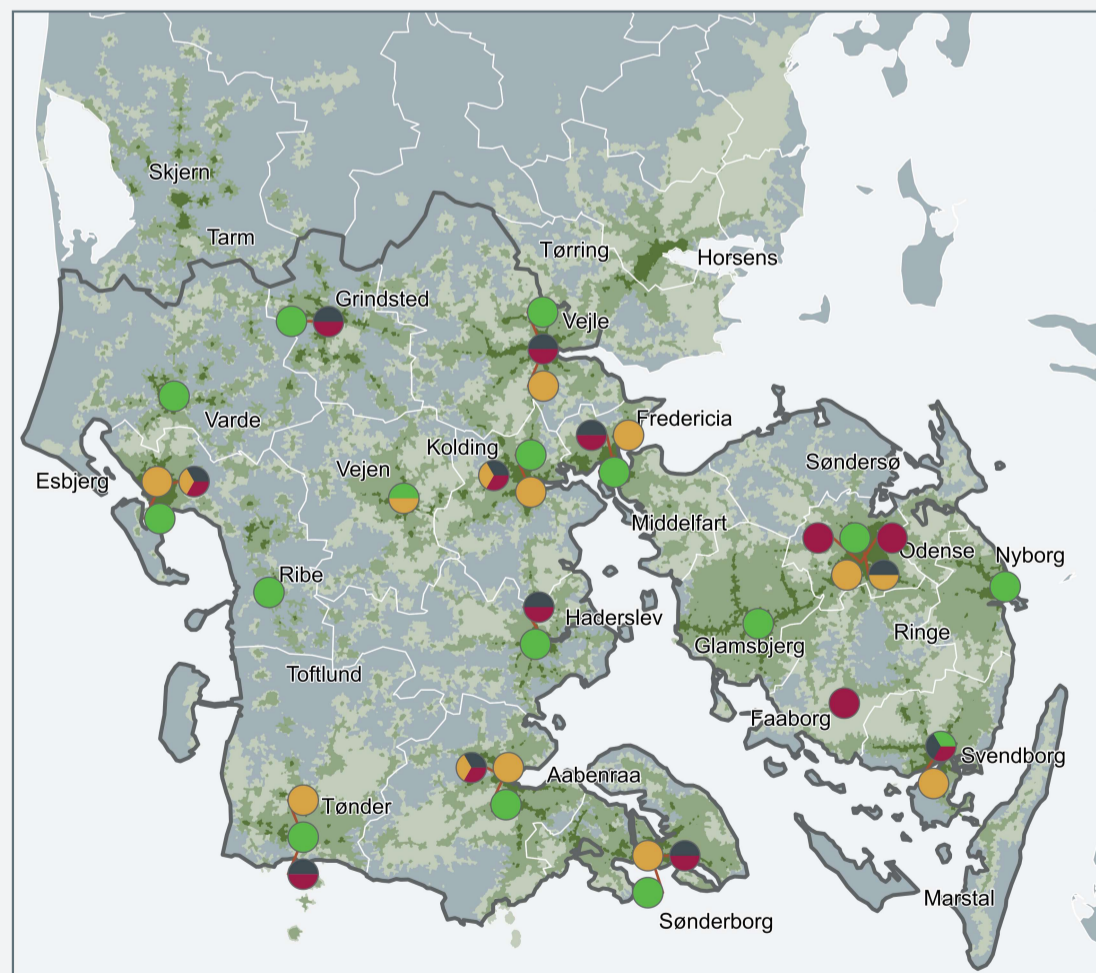 Skjern
Tarm
Tørring
Horsens
Grindsted
Vejle
Varde
Fredericia
Kolding
Vejen
Esbjerg
Søndersø
Middelfart
Odense
Nyborg
Ribe
Haderslev
Glamsbjerg
Ringe
Toftlund
Faaborg
Svendborg
Aabenraa
Tønder
Marstal
Sønderborg